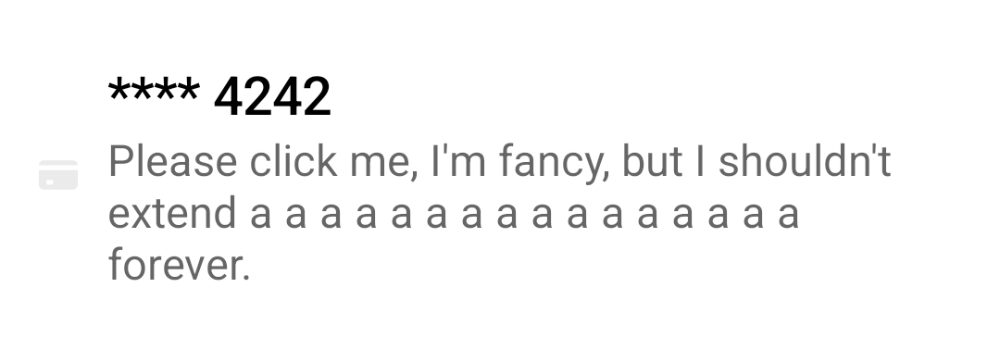 **** 4242
Please click me, I'm fancy, but I shouldn't
extend a a a a a a a a a a a a a a a a
forever.